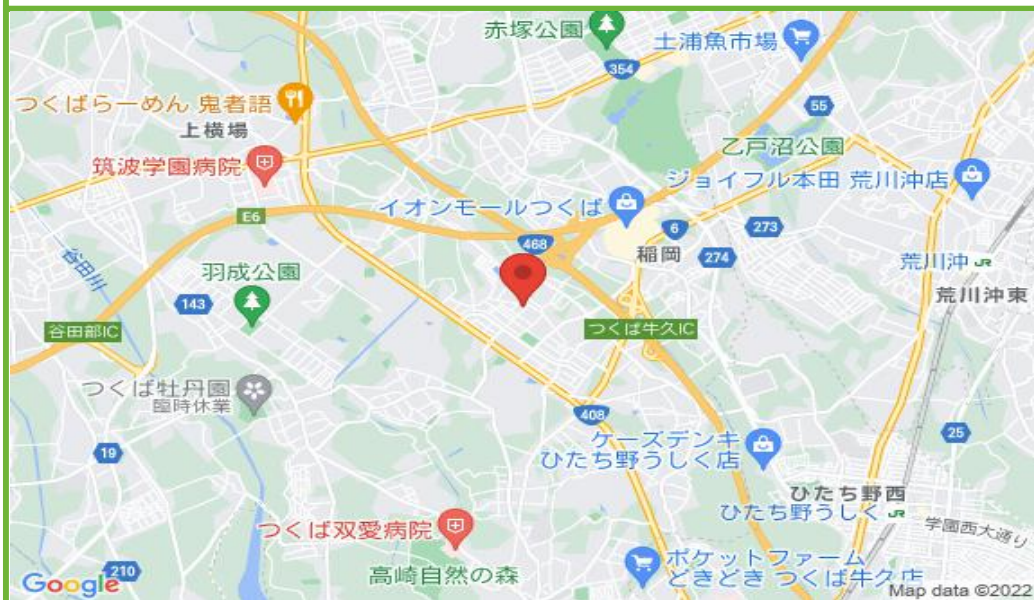 赤塚公園
土浦魚市場
354
つくばらーめん 鬼者語
上横場
55
筑波学園病院
乙戸沼公園
ジョイフル本田 荒川沖店
イオンモールつくば
E6
6
273
468
稲岡
274
谷田川
羽成公園
荒川沖 JR
荒川沖東
143
谷田部IC
つくば牛久IC
つくば牡丹園
臨時休業
408
ケーズデンキ
ひたち野うしく店
25
19
ひたち野西
ひたち野うしく JR
学園西大通り
つくば双愛病院
高崎自然の森
ポケットファーム
どきどき つくば牛久店
210
Google
Map data ©2022